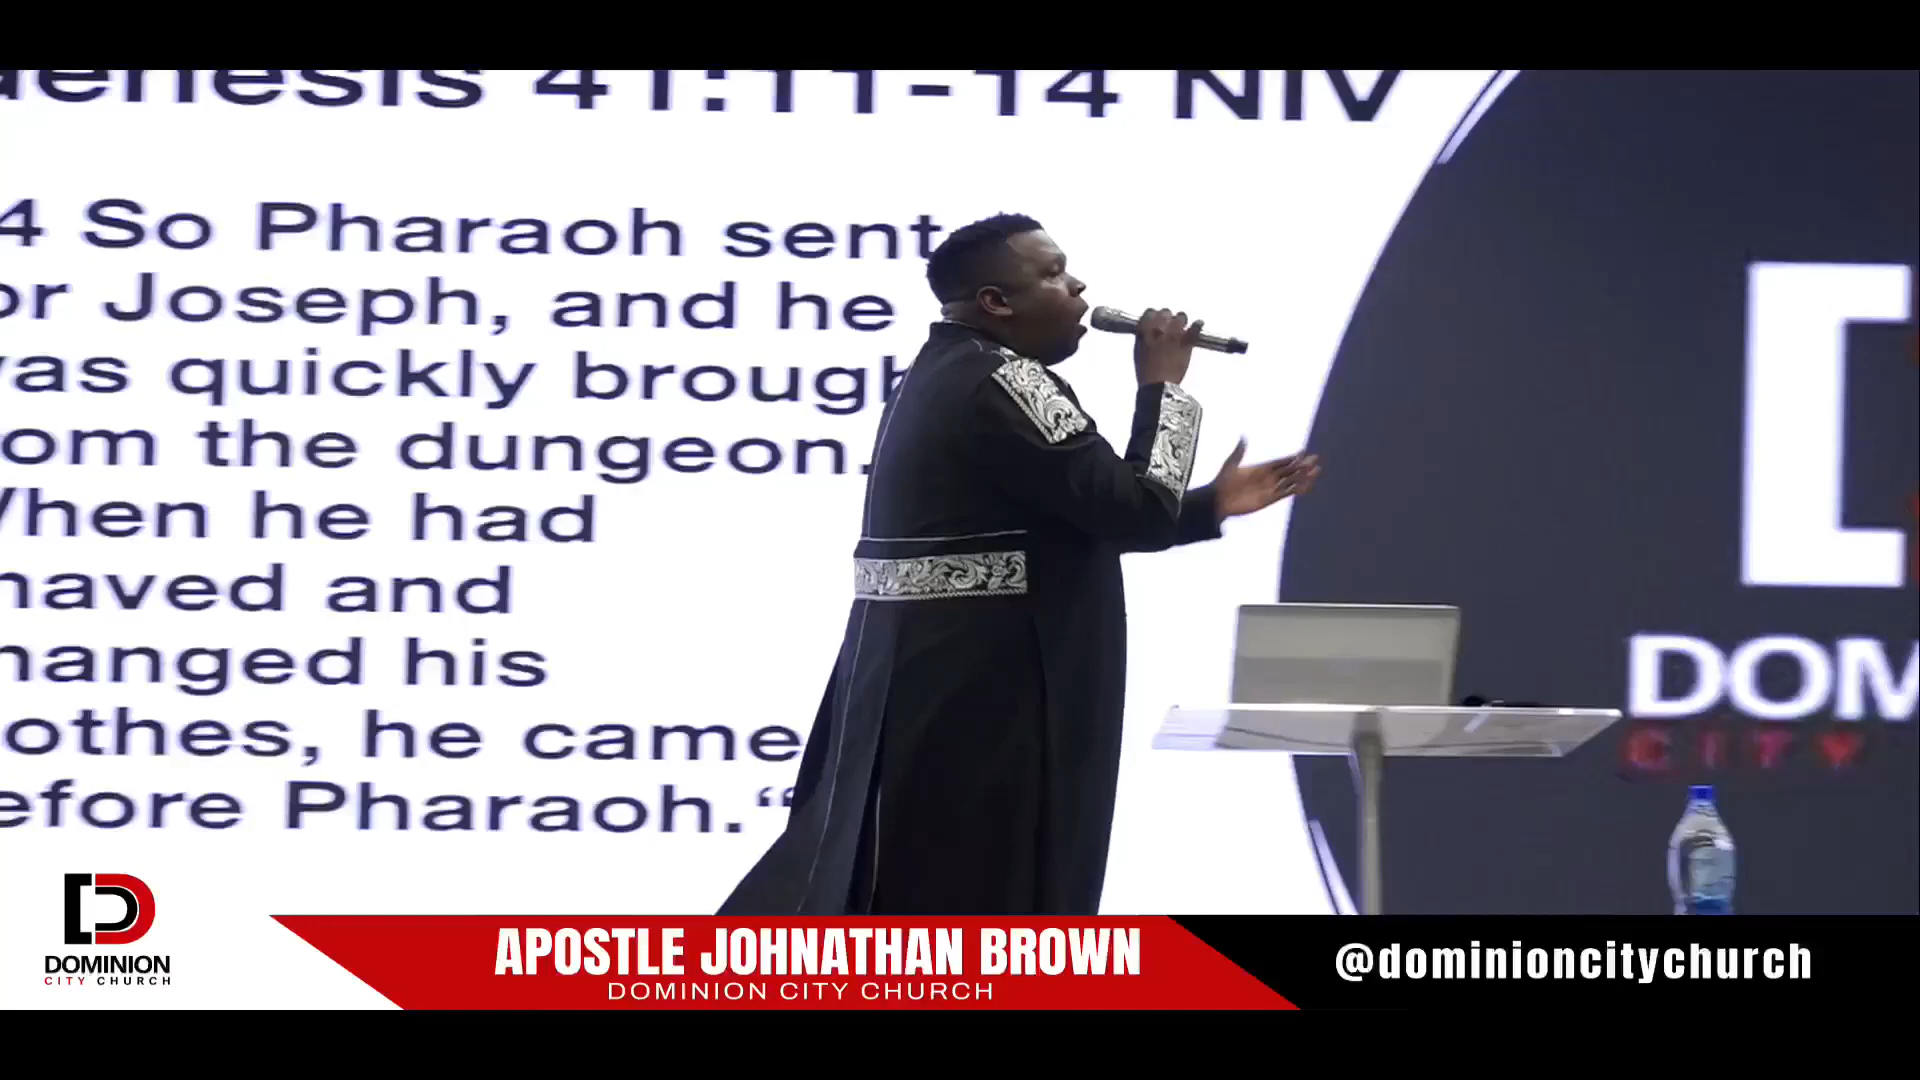 enesis 41:11-14 NIV
4 So Pharaoh sent
or Joseph, and he
as quickly brough
om the dungeon.
hen he had
haved and
hanged his
othes, he came
efore Pharaoh.“
DOM
CITY
DOMINION
CITY CHURCH
APOSTLE JOHNATHAN BROWN
DOMINION CITY CHURCH
@dominioncitychurch